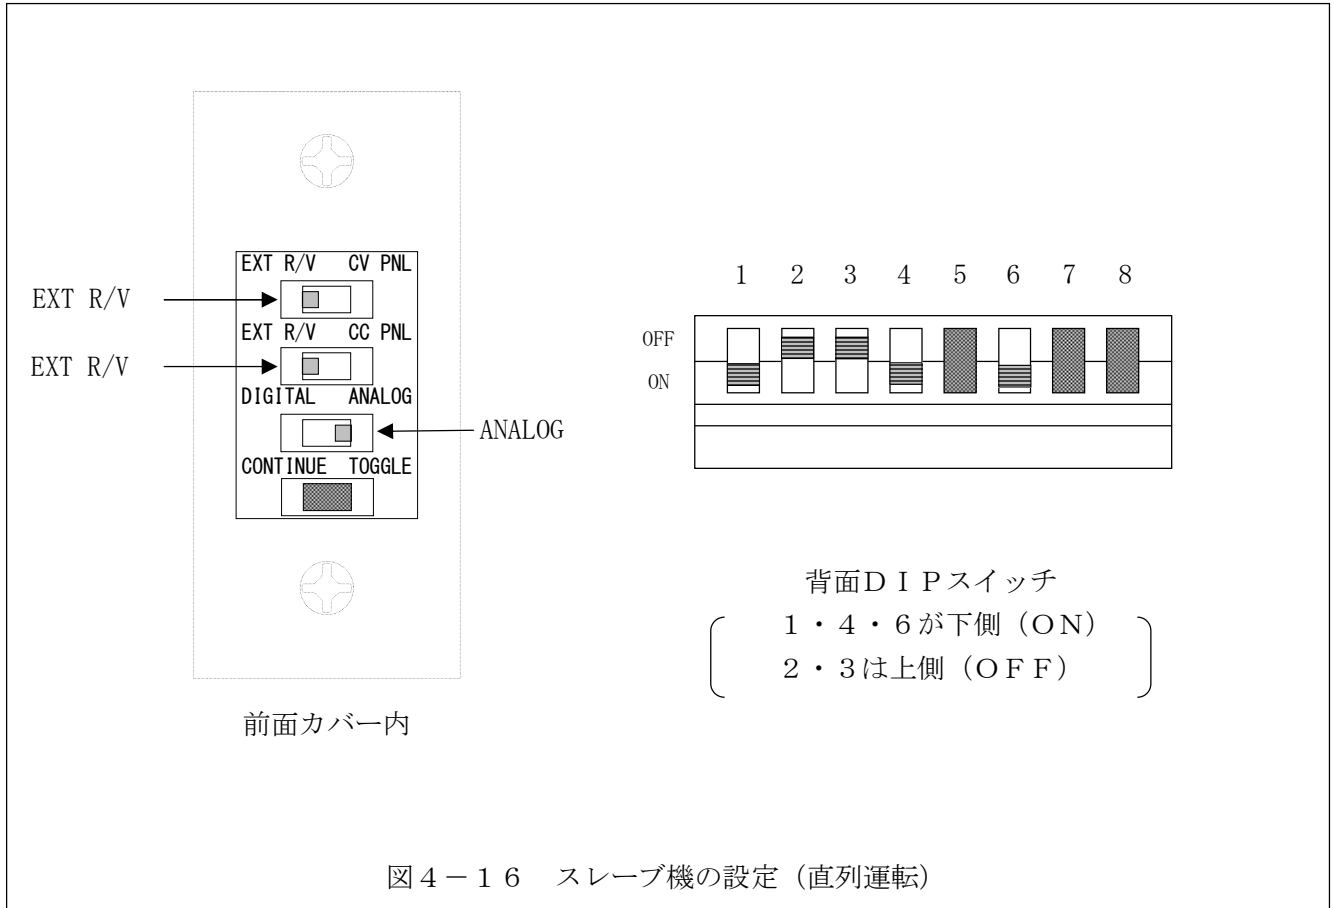 EXT R/V CV PNL
EXT R/V
EXT R/V CC PNL
EXT R/V
DIGITAL ANALOG
ANALOG
CONTINUE TOGGLE
前面カバー内
1 2 3 4 5 6 7 8
OFF
ON
背面ＤＩＰスイッチ
１・４・６が下側（ＯＮ）
２・３は上側（ＯＦＦ）
図４－１６　スレーブ機の設定（直列運転）